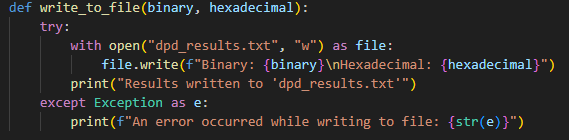 def write_to_file(binary, hexadecimal):
    try:
        with open("dpd_results.txt", "w") as file:
            file.write(f"Binary: {binary}\nHexadecimal: {hexadecimal}")
        print("Results written to 'dpd_results.txt'")
    except Exception as e:
        print(f"An error occurred while writing to file: {str(e)}")